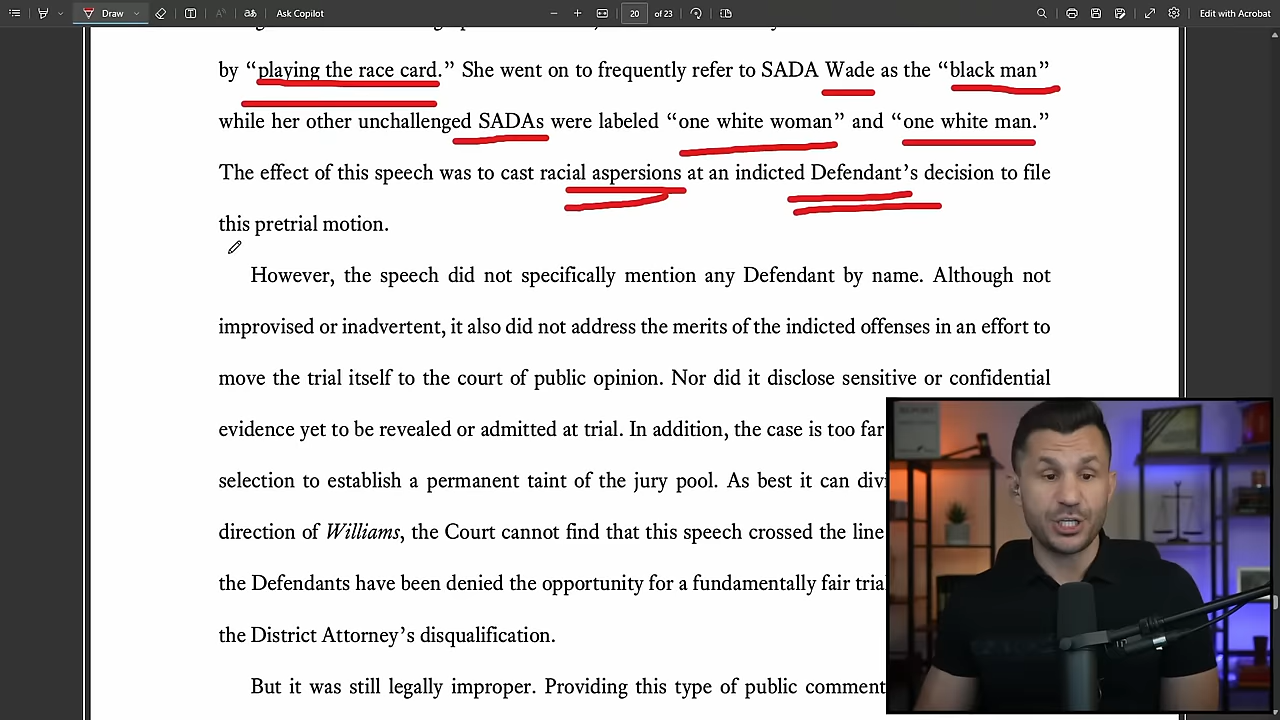 Draw
Ask Copilot
20 of 23
Edit with Acrobat
by “playing the race card.” She went on to frequently refer to SADA Wade as the “black man”
while her other unchallenged SADAs were labeled “one white woman” and “one white man.”
The effect of this speech was to cast racial aspersions at an indicted Defendant’s decision to file
this pretrial motion.
However, the speech did not specifically mention any Defendant by name. Although not
improvised or inadvertent, it also did not address the merits of the indicted offenses in an effort to
move the trial itself to the court of public opinion. Nor did it disclose sensitive or confidential
evidence yet to be revealed or admitted at trial. In addition, the case is too far
selection to establish a permanent taint of the jury pool. As best it can divi
direction of Williams, the Court cannot find that this speech crossed the line
the Defendants have been denied the opportunity for a fundamentally fair trial
the District Attorney’s disqualification.
But it was still legally improper. Providing this type of public comment